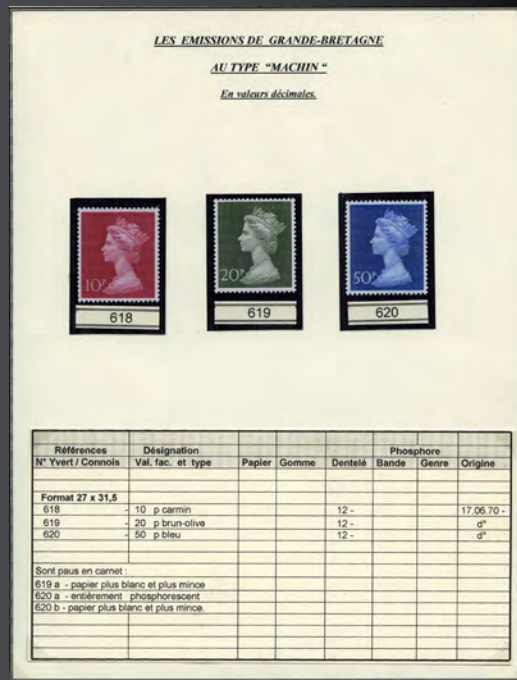 LES EMISSIONS DE GRANDE-BRETAGNE
AU TYPE "MACHIN "
En valeurs décimales.
10P
20P
50P
618
619
620
Références Désignation Phosphore
N° Yvert / Connois Val. fac. et type Papier Gomme Dentelé Bande Genre Origine
Format 27 x 31,5
618 - 10 p carmin 12 - 17.06.70 -
619 - 20 p brun-olive 12 - d°
620 - 50 p bleu 12 - d°
Sont paus en carnet :
619 a - papier plus blanc et plus mince
620 a - entièrement phosphorescent
620 b - papier plus blanc et plus mince.